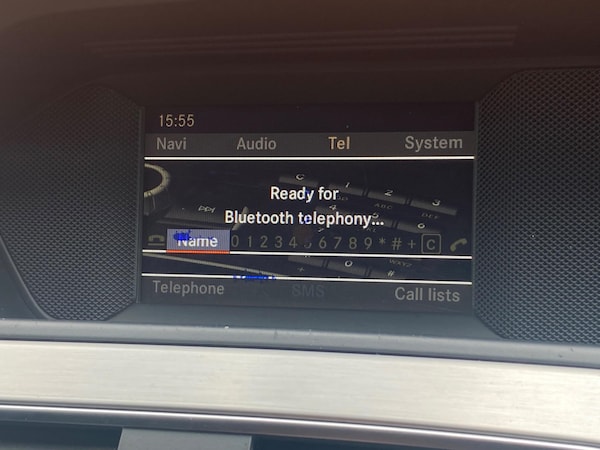 15:55
Navi Audio Tel System
Ready for
Bluetooth telephony...
Name 0 1 2 3 4 5 6 7 8 9 * # + C
Telephone SMS Call lists